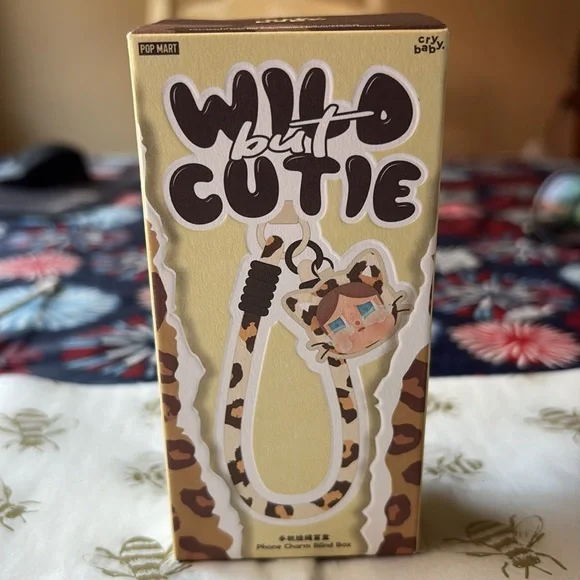 POP MART
cry
baby.
WILD
but
CUTIE
手机挂绳盲盒
Phone Charm Blind Box